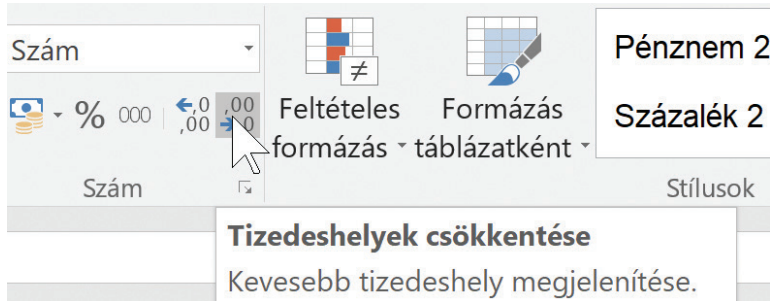 Szám
% 000 ,0 ,00 ,00 ,0
≠
Feltételes formázás
Formázás táblázatként
Pénznem 2
Százalék 2
Szám
Stílusok
Tizedeshelyek csökkentése
Kevesebb tizedeshely megjelenítése.